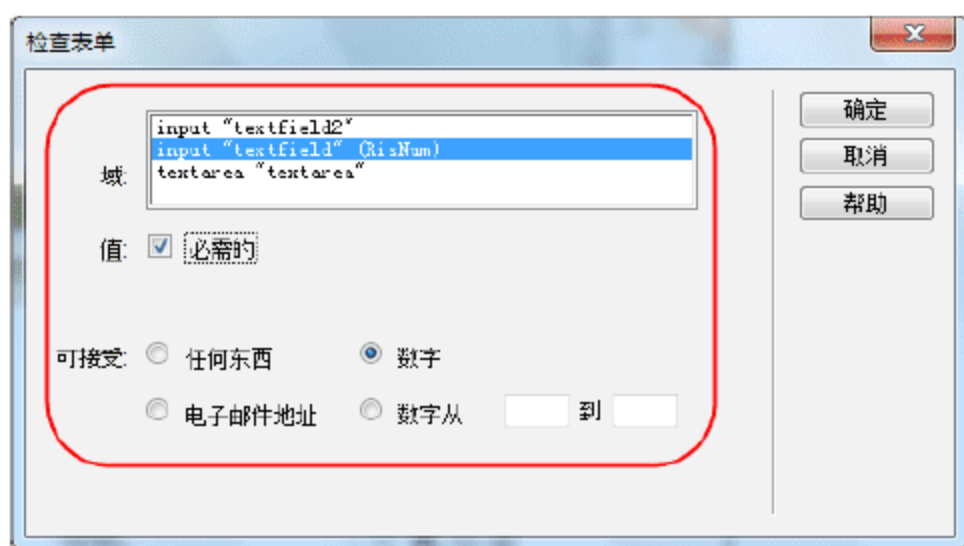 检查表单
input "textfield2"
input "textfield" (RisNum)
textarea "textarea"
域:
值: 必需的
可接受: 任何东西 数字
电子邮件地址 数字从 到
确定
取消
帮助